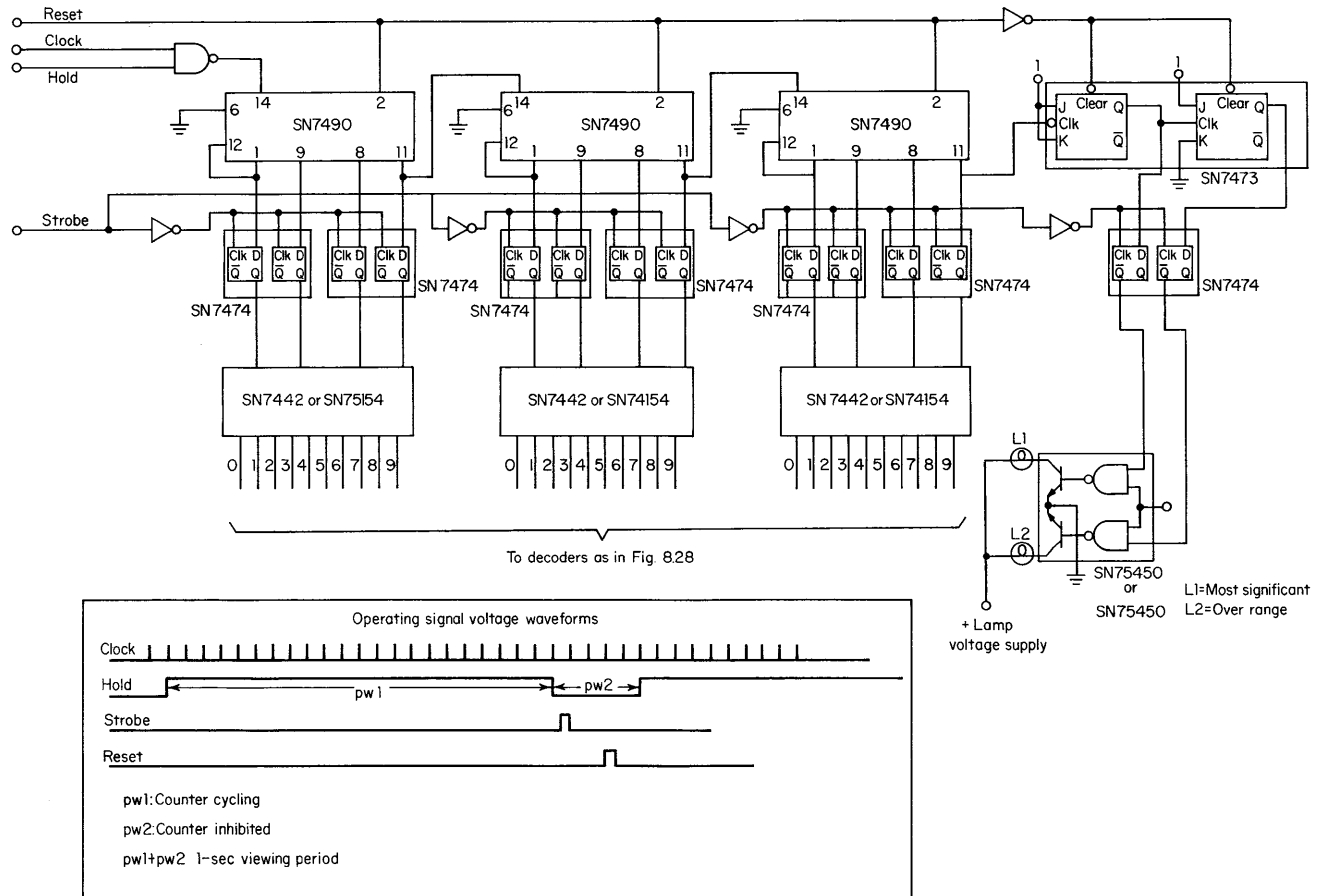 Reset
Clock
Hold
14 2
6
SN7490
12
1 9 8 11
14 2
6
SN7490
12
1 9 8 11
14 2
6
SN7490
12
1 9 8 11
1
J Clear Q
Clk
K Q̅
1
J Clear Q
Clk
K Q̅
SN7473
Strobe
Clk D Clk D Clk D Clk D
Q̅ Q Q̅ Q Q̅ Q Q̅ Q
SN7474
SN7474
Clk D Clk D Clk D Clk D
Q̅ Q Q̅ Q Q̅ Q Q̅ Q
SN7474
SN7474
Clk D Clk D Clk D Clk D
Q̅ Q Q̅ Q Q̅ Q Q̅ Q
SN7474
SN7474
Clk D Clk D
Q̅ Q Q̅ Q
SN7474
SN7442 or SN75154
SN7442 or SN74154
SN7442 or SN74154
0 1 2 3 4 5 6 7 8 9
0 1 2 3 4 5 6 7 8 9
0 1 2 3 4 5 6 7 8 9
To decoders as in Fig. 8.28
L1
L2
SN75450
or
SN75450
L1=Most significant
L2=Over range
+ Lamp
voltage supply
Operating signal voltage waveforms
Clock
Hold
pw1
pw2
Strobe
Reset
pw1:Counter cycling
pw2:Counter inhibited
pw1+pw2 1-sec viewing period